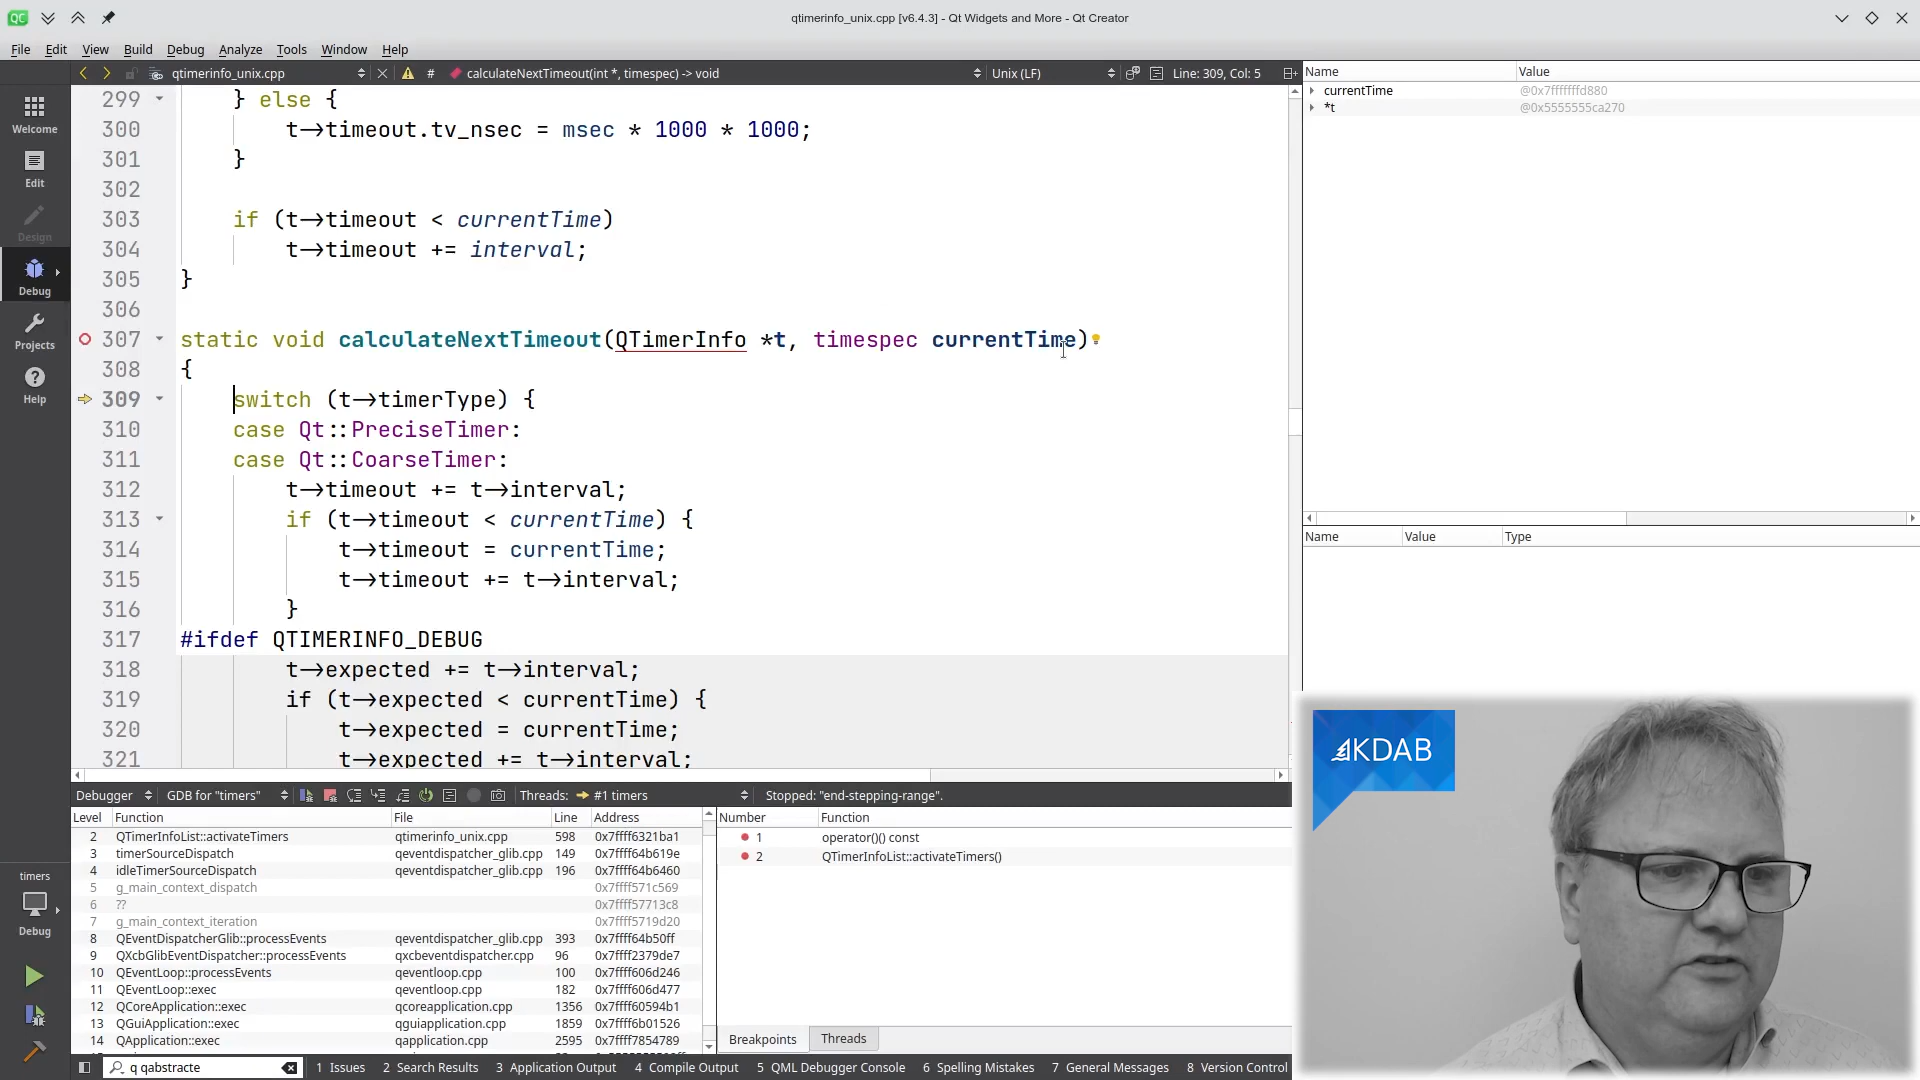 qtimerinfo_unix.cpp [v6.4.3] - Qt Widgets and More - Qt Creator
File Edit View Build Debug Analyze Tools Window Help
qtimerinfo_unix.cpp # calculateNextTimeout(int *, timespec) -> void Unix (LF) Line: 309, Col: 5
Name Value
currentTime @0x7fffffffd880
*t @0x5555555ca270
Name Value Type
Welcome
Edit
Design
Debug
Projects
Help
timers
Debug
299 } else {
300 t->timeout.tv_nsec = msec * 1000 * 1000;
301 }
302
303 if (t->timeout < currentTime)
304 t->timeout += interval;
305 }
306
307 static void calculateNextTimeout(QTimerInfo *t, timespec currentTime)
308 {
309 switch (t->timerType) {
310 case Qt::PreciseTimer:
311 case Qt::CoarseTimer:
312 t->timeout += t->interval;
313 if (t->timeout < currentTime) {
314 t->timeout = currentTime;
315 t->timeout += t->interval;
316 }
317 #ifdef QTIMERINFO_DEBUG
318 t->expected += t->interval;
319 if (t->expected < currentTime) {
320 t->expected = currentTime;
321 t->expected += t->interval;
Debugger GDB for "timers" Threads: #1 timers Stopped: "end-stepping-range".
Level Function File Line Address
2 QTimerInfoList::activateTimers qtimerinfo_unix.cpp 598 0x7ffff6321ba1
3 timerSourceDispatch qeventdispatcher_glib.cpp 149 0x7ffff64b619e
4 idleTimerSourceDispatch qeventdispatcher_glib.cpp 196 0x7ffff64b6460
5 g_main_context_dispatch 0x7ffff571c569
6 ?? 0x7ffff57713c8
7 g_main_context_iteration 0x7ffff5719d20
8 QEventDispatcherGlib::processEvents qeventdispatcher_glib.cpp 393 0x7ffff64b50ff
9 QXcbGlibEventDispatcher::processEvents qxcbeventdispatcher.cpp 96 0x7ffff2379de7
10 QEventLoop::processEvents qeventloop.cpp 100 0x7ffff606d246
11 QEventLoop::exec qeventloop.cpp 182 0x7ffff606d477
12 QCoreApplication::exec qcoreapplication.cpp 1356 0x7ffff60594b1
13 QGuiApplication::exec qguiapplication.cpp 1859 0x7ffff6b01526
14 QApplication::exec qapplication.cpp 2595 0x7ffff7854789
Number Function
1 operator()() const
2 QTimerInfoList::activateTimers()
Breakpoints Threads
q qabstracte 1 Issues 2 Search Results 3 Application Output 4 Compile Output 5 QML Debugger Console 6 Spelling Mistakes 7 General Messages 8 Version Control
KDAB